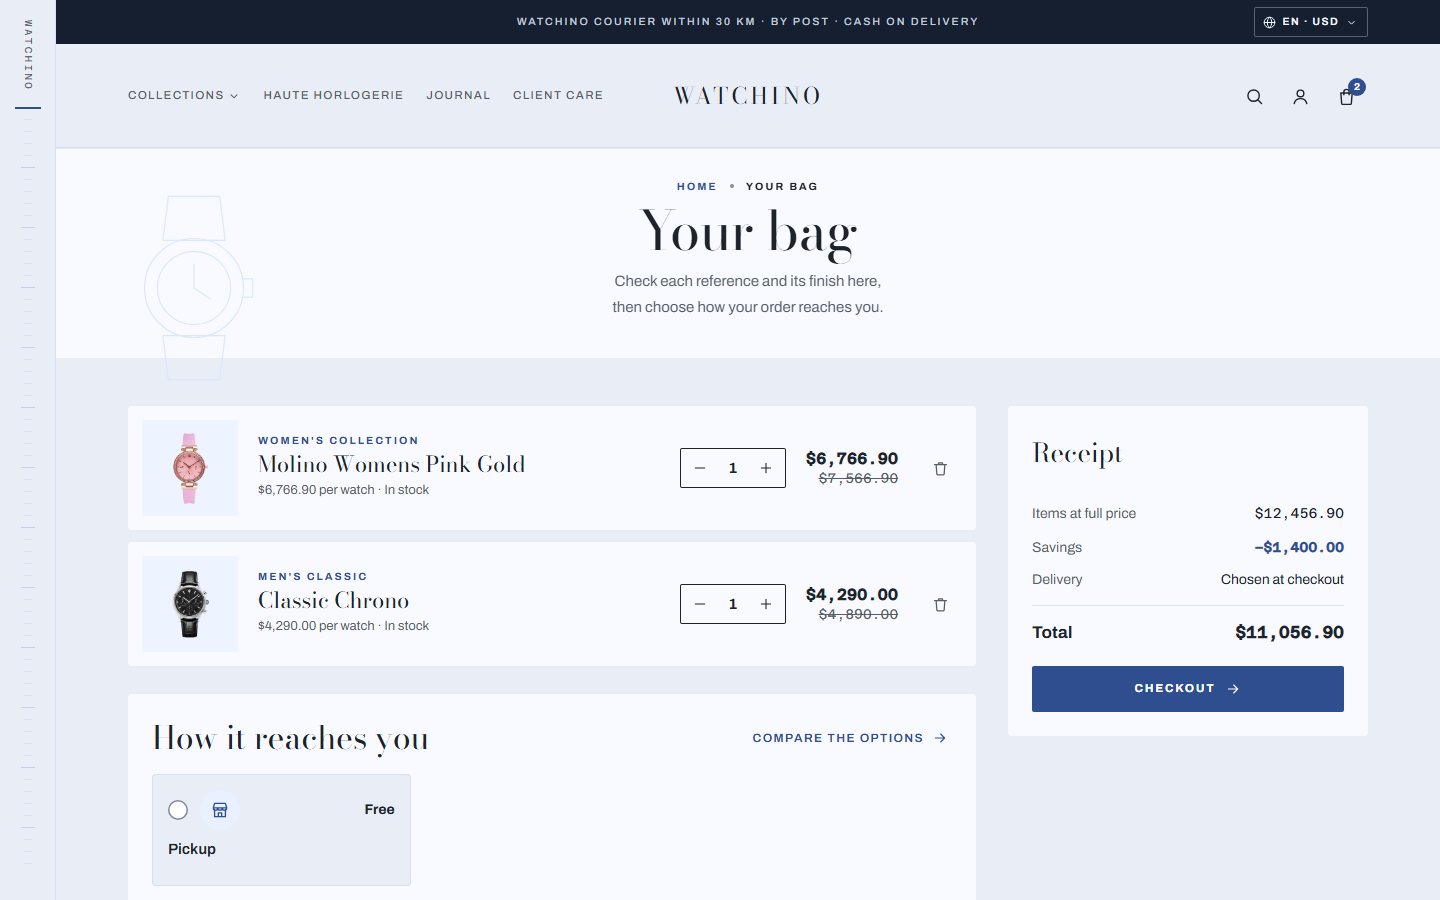 WATCHINO
WATCHINO COURIER WITHIN 30 KM · BY POST · CASH ON DELIVERY
EN · USD
COLLECTIONS
HAUTE HORLOGERIE
JOURNAL
CLIENT CARE
WATCHINO
2
HOME • YOUR BAG
Your bag
Check each reference and its finish here,
then choose how your order reaches you.
WOMEN'S COLLECTION
Molino Womens Pink Gold
$6,766.90 per watch · In stock
− 1 +
$6,766.90
$7,566.90
MEN'S CLASSIC
Classic Chrono
$4,290.00 per watch · In stock
− 1 +
$4,290.00
$4,890.00
Receipt
Items at full price $12,456.90
Savings −$1,400.00
Delivery Chosen at checkout
Total $11,056.90
CHECKOUT →
How it reaches you
COMPARE THE OPTIONS →
Free
Pickup